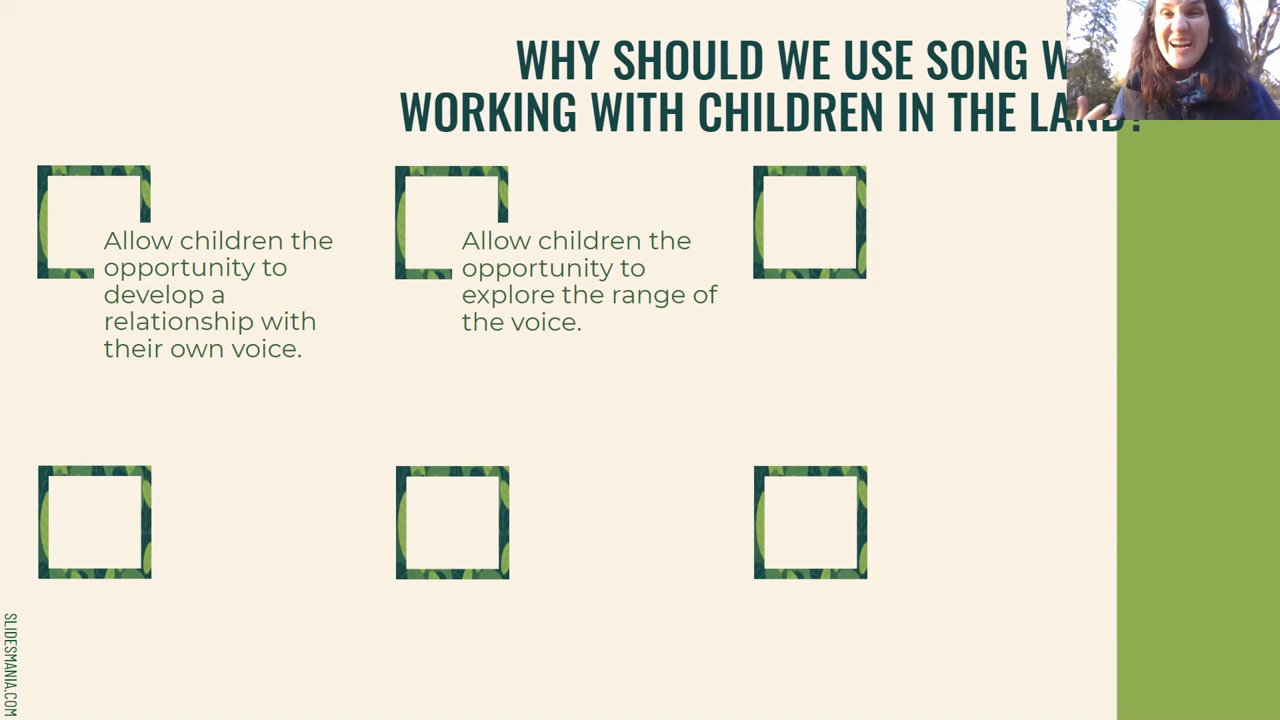 WHY SHOULD WE USE SONG
WORKING WITH CHILDREN IN THE LAND?
Allow children the
opportunity to
develop a
relationship with
their own voice.
Allow children the
opportunity to
explore the range of
the voice.
SLIDESMANIA.COM